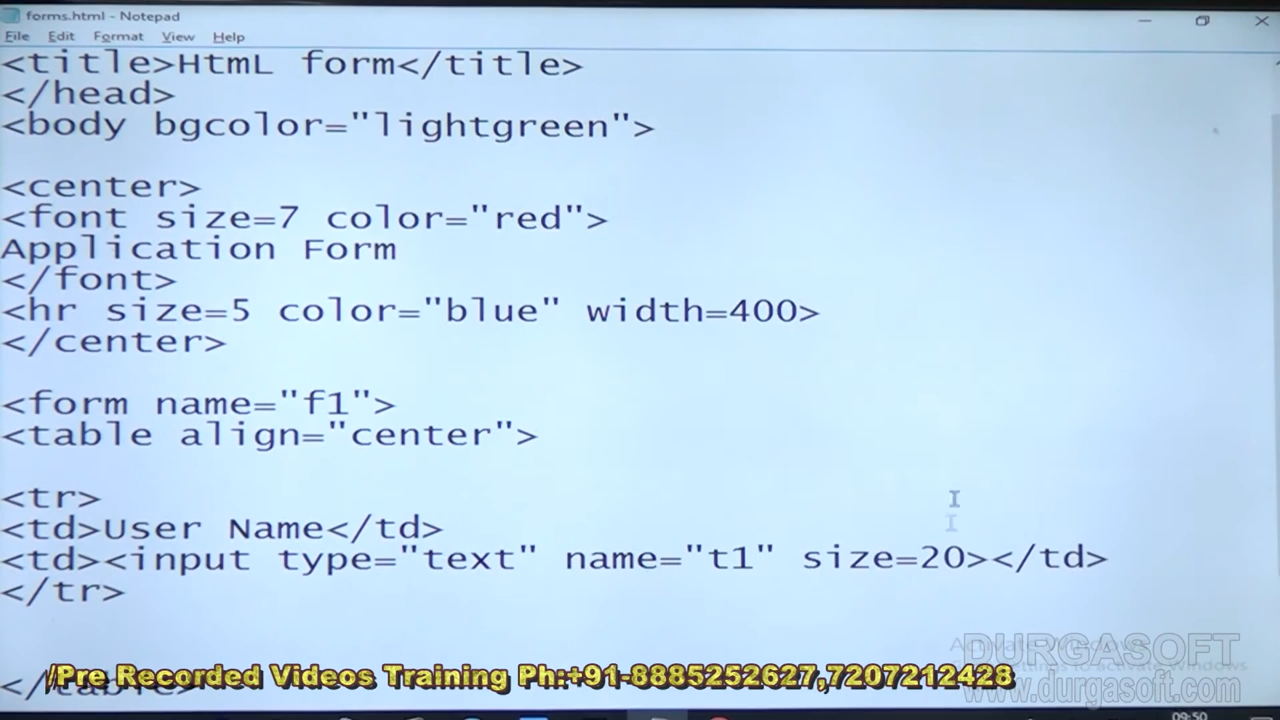 forms.html - Notepad
File Edit Format View Help
<title>HtmL form</title>
</head>
<body bgcolor="lightgreen">
<center>
<font size=7 color="red">
Application Form
</font>
<hr size=5 color="blue" width=400>
</center>
<form name="f1">
<table align="center">
<tr>
<td>User Name</td>
<td><input type="text" name="t1" size=20></td>
</tr>
</table>
/Pre Recorded Videos Training Ph:+91-8885252627,7207212428
DURGASOFT
www.durgasoft.com
09:50